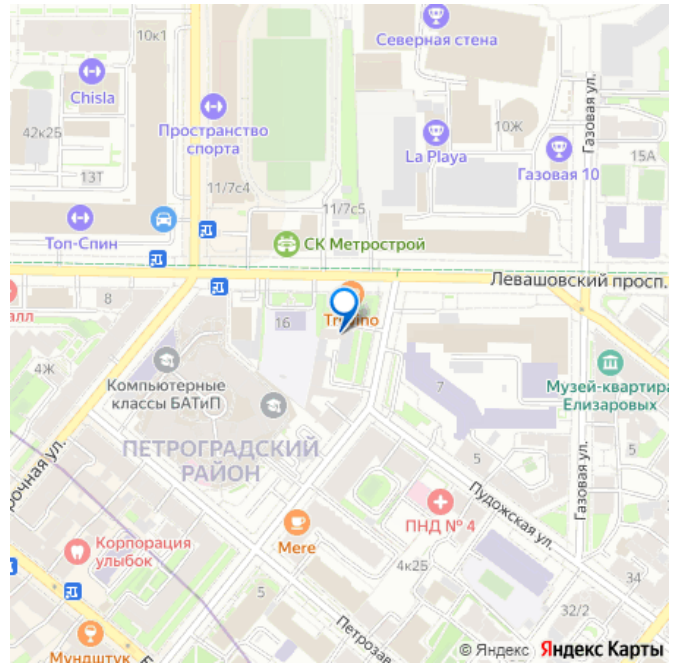 10к1
Северная стена
Chisla
Пространство
спорта
42к2Б
10Ж
La Playa
15А
Газовая ул.
13Т
Газовая 10
11/7с4
11/7с5
Топ-Спин
СК Метрострой
Левашовский просп.
8
16
4Ж
Компьютерные
классы БАТиП
7
Музей-квартира
Елизаровых
ПЕТРОГРАДСКИЙ
РАЙОН
5
5
Газовая ул.
Пудожская ул.
ПНД № 4
Корпорация
улыбок
Mere
4к2Б
34
5
32/2
Мундштук
© Яндекс Яндекс Карты